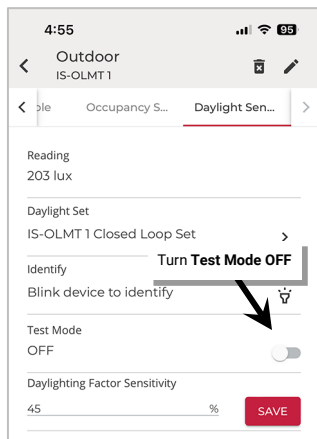 4:55
95
Outdoor
IS-OLMT 1
Occupancy S...
Daylight Sen...
Reading
203 lux
Daylight Set
IS-OLMT 1 Closed Loop Set
Turn Test Mode OFF
Identify
Blink device to identify
Test Mode
OFF
Daylighting Factor Sensitivity
45
%
SAVE